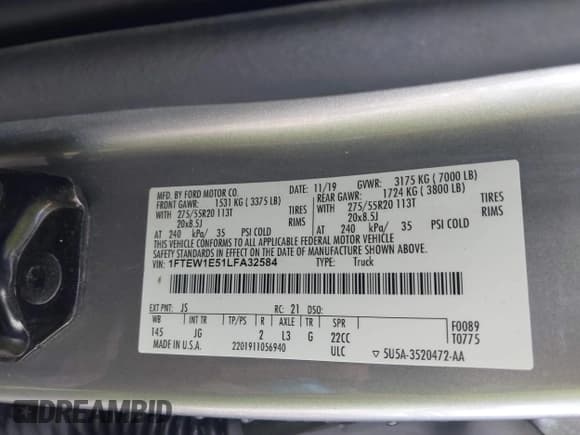 MFD. BY FORD MOTOR CO.
DATE: 11/19 GVWR: 3175 KG ( 7000 LB)
FRONT GAWR: 1531 KG ( 3375 LB)
REAR GAWR: 1724 KG ( 3800 LB)
WITH 275/55R20 113T TIRES
WITH 275/55R20 113T TIRES
20x8.5J RIMS
20x8.5J RIMS
AT 240 kPa/ 35 PSI COLD
AT 240 kPa/ 35 PSI COLD
THIS VEHICLE CONFORMS TO ALL APPLICABLE FEDERAL MOTOR VEHICLE
SAFETY STANDARDS IN EFFECT ON THE DATE OF MANUFACTURE SHOWN ABOVE.
VIN: 1FTEW1E51LFA32584
TYPE: Truck
EXT PNT: JS RC: 21 DSO:
WB INT TR TP/PS R AXLE TR SPR
145 JG 2 L3 G 22CC
F0089
T0775
MADE IN U.S.A. 2201911056940 ULC
▽ 5U5A-3520472-AA
DREAMBID